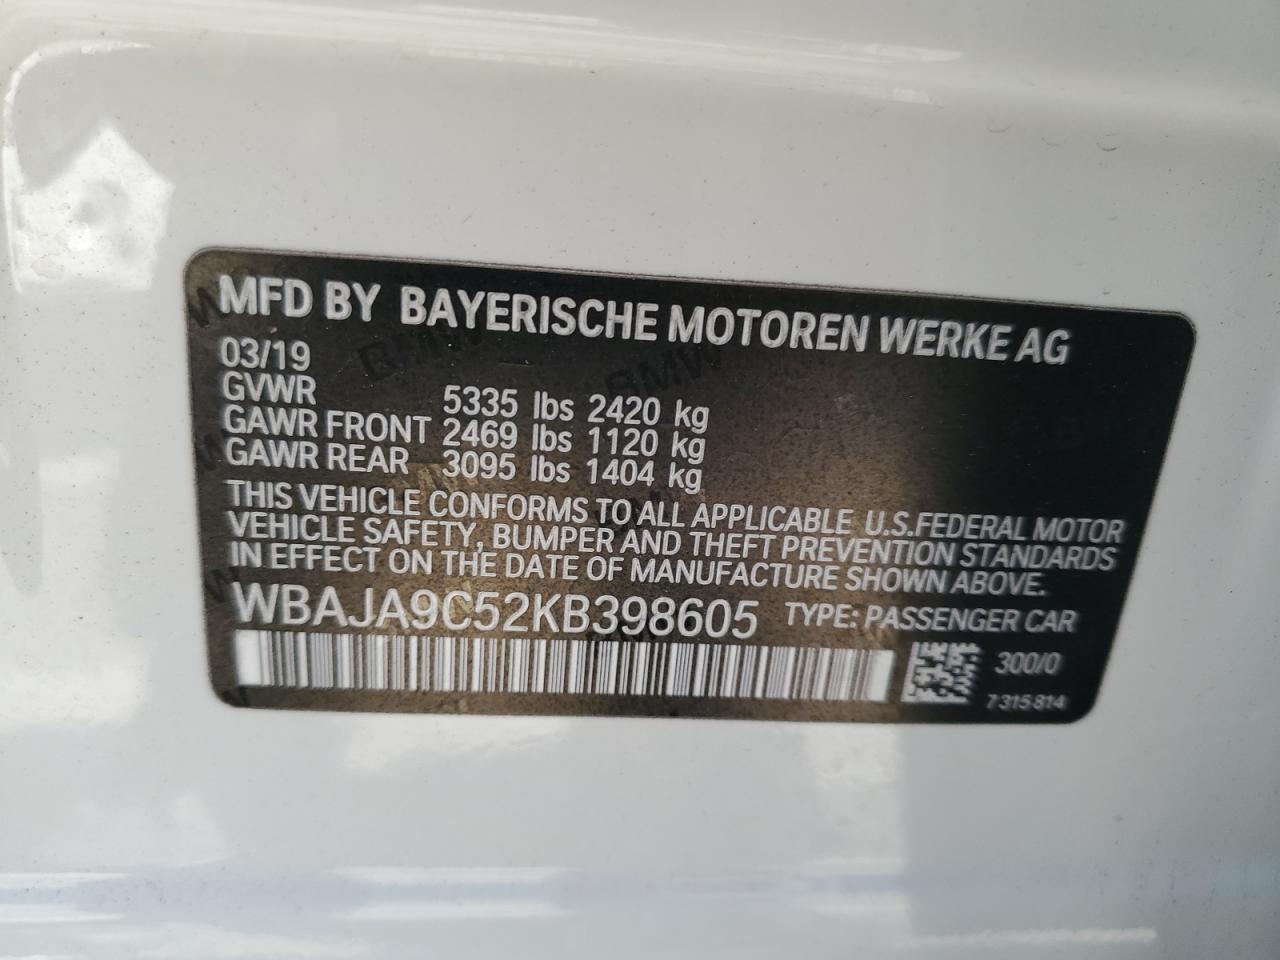 MFD BY BAYERISCHE MOTOREN WERKE AG
03/19
GVWR 5335 lbs 2420 kg
GAWR FRONT 2469 lbs 1120 kg
GAWR REAR 3095 lbs 1404 kg
THIS VEHICLE CONFORMS TO ALL APPLICABLE U.S.FEDERAL MOTOR
VEHICLE SAFETY, BUMPER AND THEFT PREVENTION STANDARDS
IN EFFECT ON THE DATE OF MANUFACTURE SHOWN ABOVE.
WBAJA9C52KB398605 TYPE: PASSENGER CAR
300/0
7 315 814
BMW
BMW